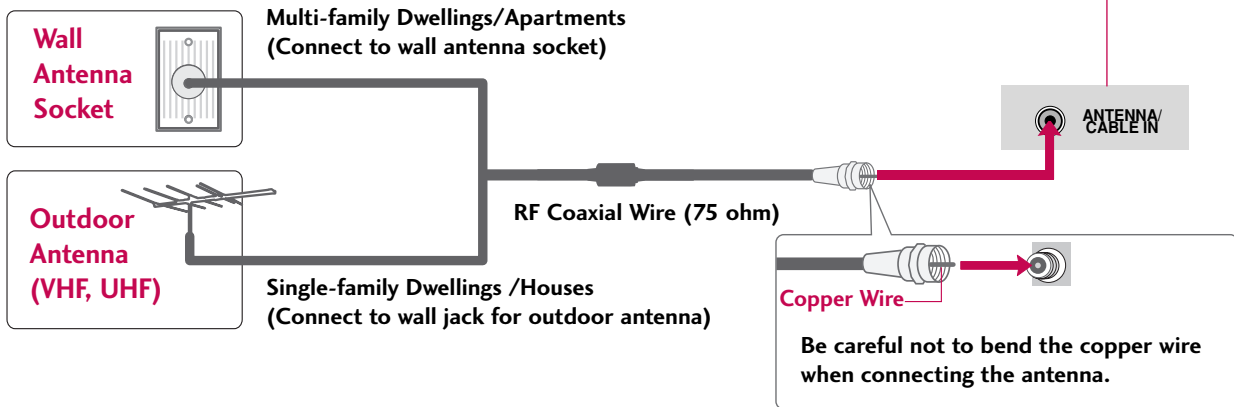 Multi-family Dwellings/Apartments
(Connect to wall antenna socket)
Wall
Antenna
Socket
ANTENNA/
CABLE IN
RF Coaxial Wire (75 ohm)
Outdoor
Antenna
(VHF, UHF)
Single-family Dwellings /Houses
(Connect to wall jack for outdoor antenna)
Copper Wire
Be careful not to bend the copper wire
when connecting the antenna.